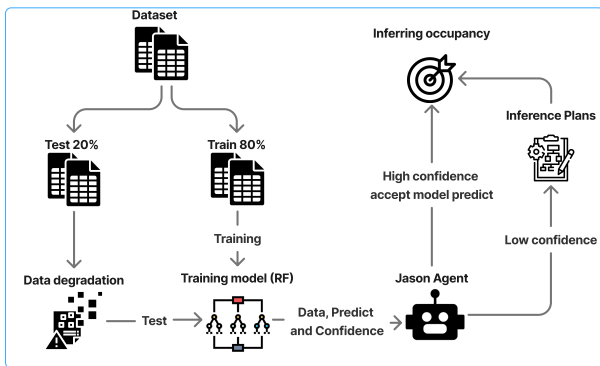 Dataset
Inferring occupancy
Inference Plans
Test 20%
Train 80%
High confidence
accept model predict
Training
Low confidence
Data degradation
Training model (RF)
Jason Agent
Test
Data, Predict
and Confidence